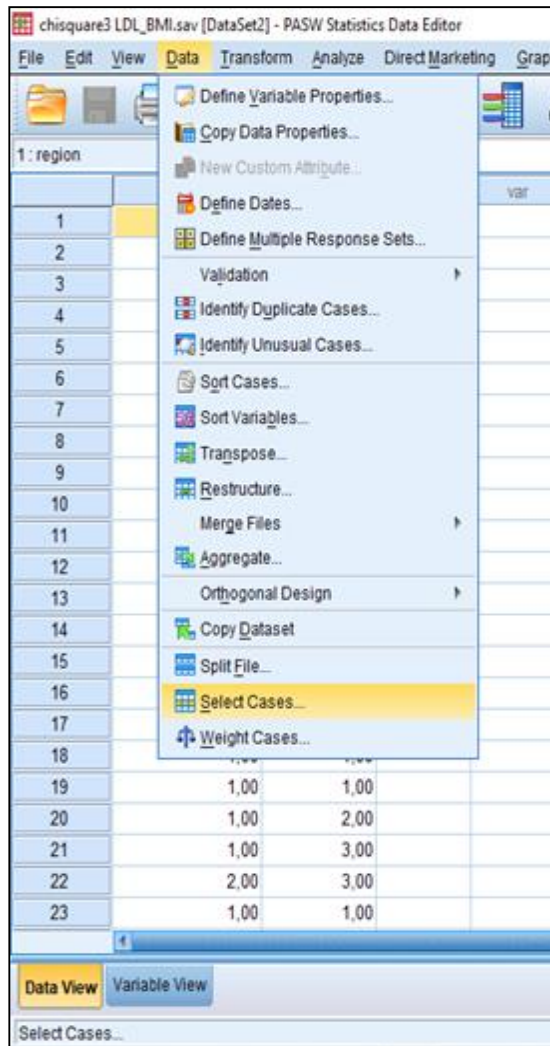 chisquare3 LDL_BMI.sav [DataSet2] - PASW Statistics Data Editor
File Edit View Data Transform Analyze Direct Marketing Grap
Define Variable Properties...
Copy Data Properties...
New Custom Attribute...
Define Dates...
Define Multiple Response Sets...
Validation
Identify Duplicate Cases...
Identify Unusual Cases...
Sort Cases...
Sort Variables...
Transpose...
Restructure...
Merge Files
Aggregate...
Orthogonal Design
Copy Dataset
Split File...
Select Cases...
Weight Cases...
1 : region
var
1
2
3
4
5
6
7
8
9
10
11
12
13
14
15
16
17
18
19 1,00 1,00
20 1,00 2,00
21 1,00 3,00
22 2,00 3,00
23 1,00 1,00
Data View Variable View
Select Cases...